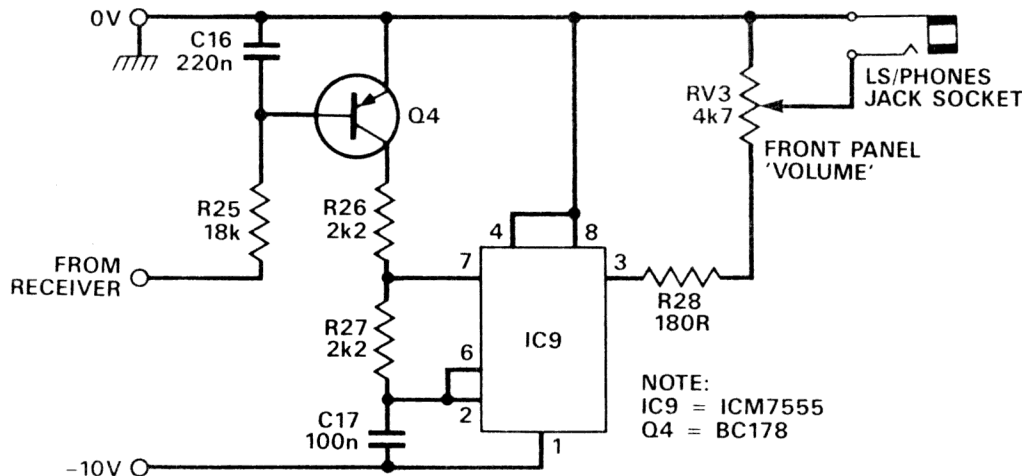 0V
C16
220n
Q4
R25
18k
R26
2k2
FROM
RECEIVER
R27
2k2
C17
100n
-10V
4
8
7
3
6
2
1
IC9
R28
180R
RV3
4k7
FRONT PANEL
'VOLUME'
LS/PHONES
JACK SOCKET
NOTE:
IC9 = ICM7555
Q4 = BC178